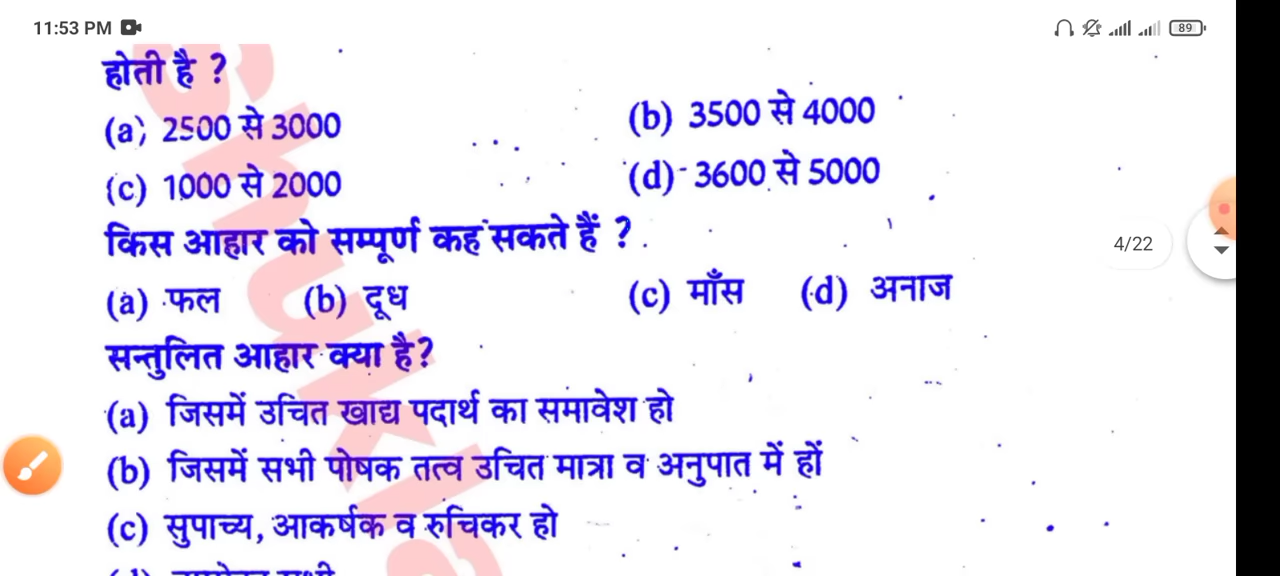 11:53 PM
89
होती है ?
(a) 2500 से 3000
(b) 3500 से 4000
(c) 1000 से 2000
(d) 3600 से 5000
किस आहार को सम्पूर्ण कह सकते हैं ?
4/22
(a) फल (b) दूध (c) माँस (d) अनाज
सन्तुलित आहार क्या है?
(a) जिसमें उचित खाद्य पदार्थ का समावेश हो
(b) जिसमें सभी पोषक तत्व उचित मात्रा व अनुपात में हों
(c) सुपाच्य, आकर्षक व रुचिकर हो